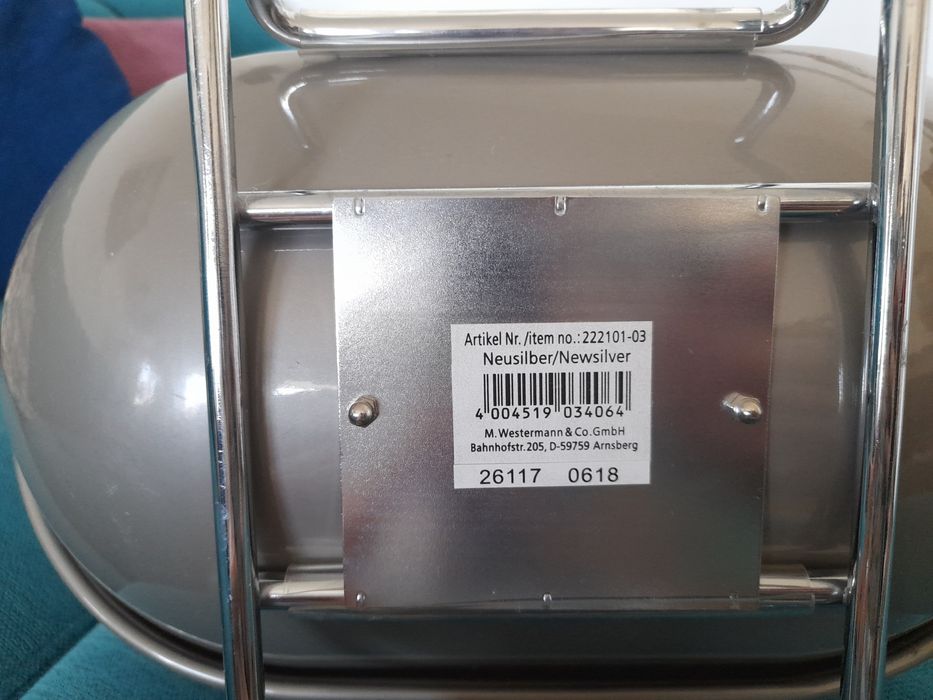 Artikel Nr. /item no.: 222101-03
Neusilber/Newsilver
4 004519 034064
M. Westermann & Co. GmbH
Bahnhofstr. 205, D-59759 Arnsberg
26117 0618